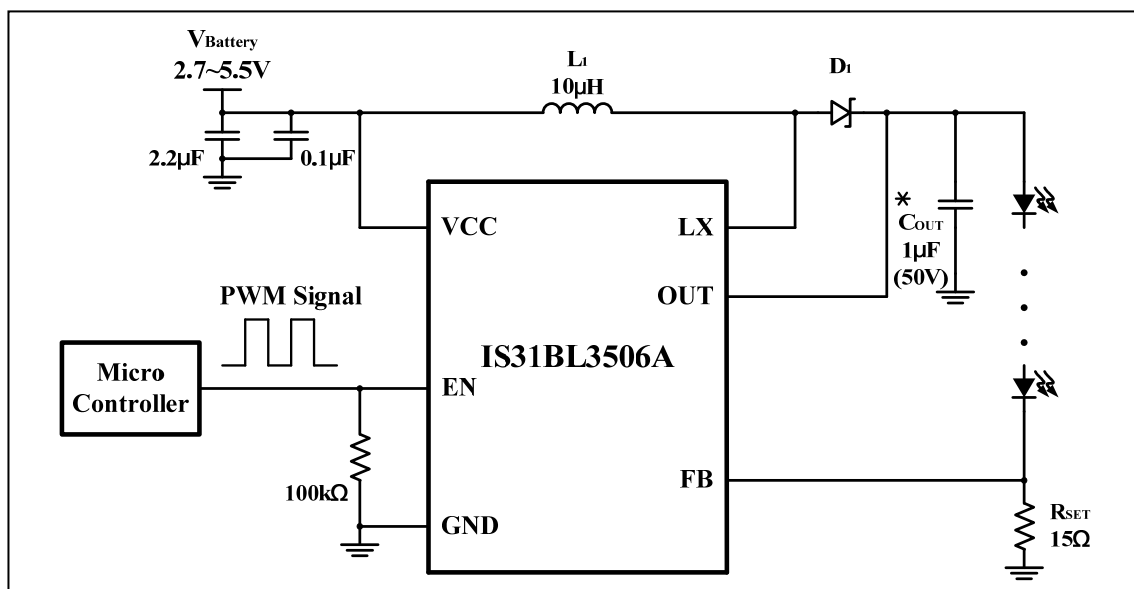 VBattery
2.7~5.5V
L1
10µH
D1
2.2µF
0.1µF
VCC
LX
*
COUT
1µF
(50V)
PWM Signal
OUT
IS31BL3506A
Micro
Controller
EN
FB
100kΩ
GND
RSET
15Ω